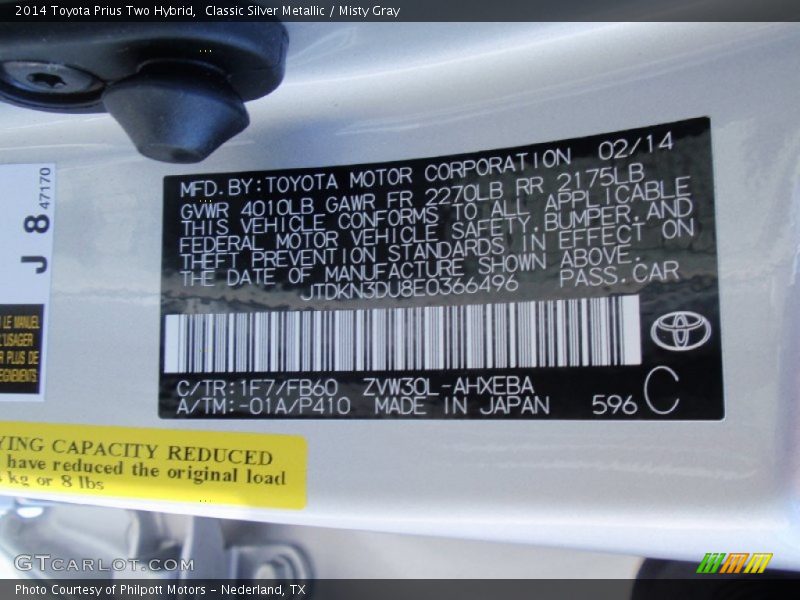 2014 Toyota Prius Two Hybrid,  Classic Silver Metallic / Misty Gray
MFD. BY: TOYOTA MOTOR CORPORATION 02/14
GVWR 4010LB GAWR FR 2270LB RR 2175LB
THIS VEHICLE CONFORMS TO ALL APPLICABLE
FEDERAL MOTOR VEHICLE SAFETY, BUMPER, AND
THEFT PREVENTION STANDARDS IN EFFECT ON
THE DATE OF MANUFACTURE SHOWN ABOVE.
JTDKN3DU8E0366496 PASS.CAR
C/TR:1F7/FB60 ZVW30L-AHXEBA
A/TM:-01A/P410 MADE IN JAPAN 596 C
J 8 47170
LE MANUEL
L'USAGER
PLUS DE
YING CAPACITY REDUCED
have reduced the original load
kg or 8 lbs
GTcarlot.com
Photo Courtesy of Philpott Motors - Nederland, TX